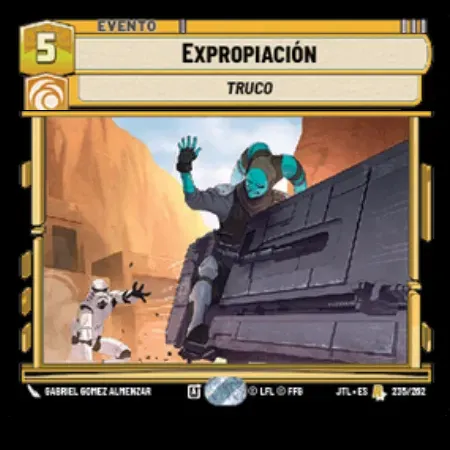 EVENTO
5
EXPROPIACIÓN
TRUCO
GABRIEL GOMEZ ALMENZAR A © LFL © FFG JTL • ES R 235/262